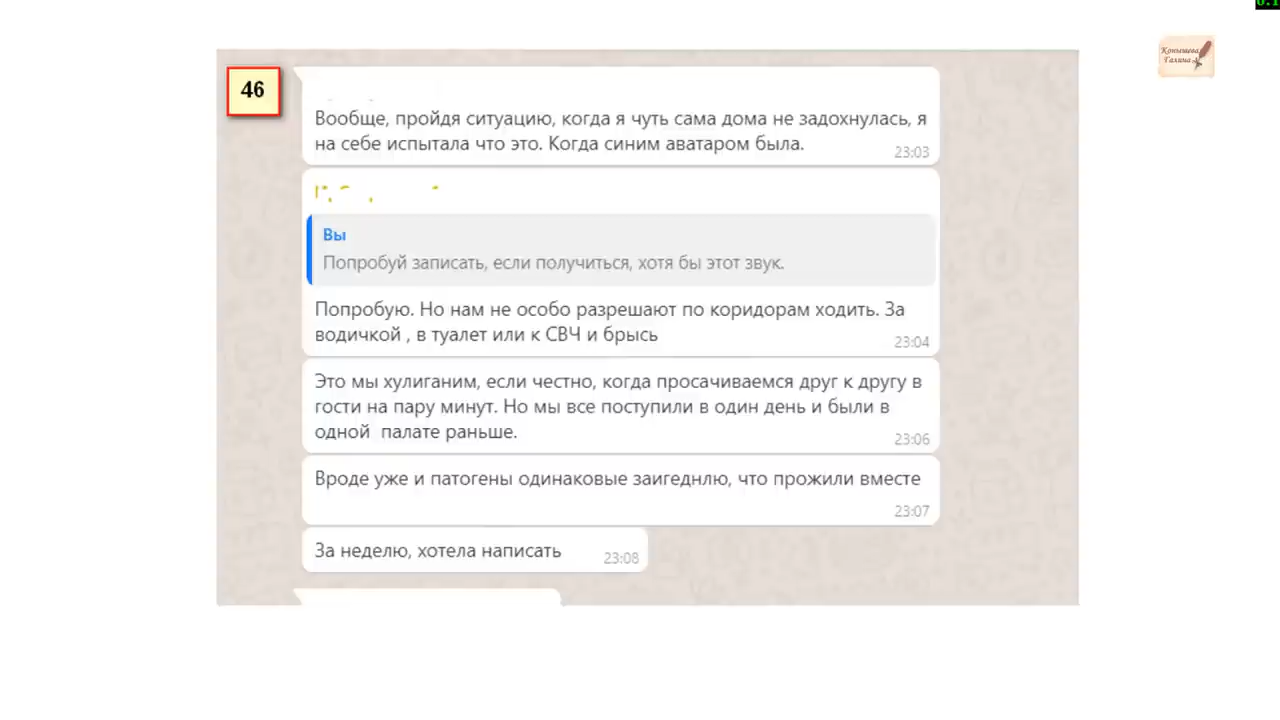 46
Конышева
Галина
Вообще, пройдя ситуацию, когда я чуть сама дома не задохнулась, я
на себе испытала что это. Когда синим аватаром была.
23:03
Вы
Попробуй записать, если получиться, хотя бы этот звук.
Попробую. Но нам не особо разрешают по коридорам ходить. За
водичкой , в туалет или к СВЧ и брысь
23:04
Это мы хулиганим, если честно, когда просачиваемся друг к другу в
гости на пару минут. Но мы все поступили в один день и были в
одной  палате раньше.
23:06
Вроде уже и патогены одинаковые заигеднлю, что прожили вместе
23:07
За неделю, хотела написать
23:08